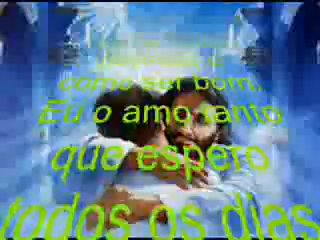 como ser bom.
Eu o amo tanto
que espero
todos os dias